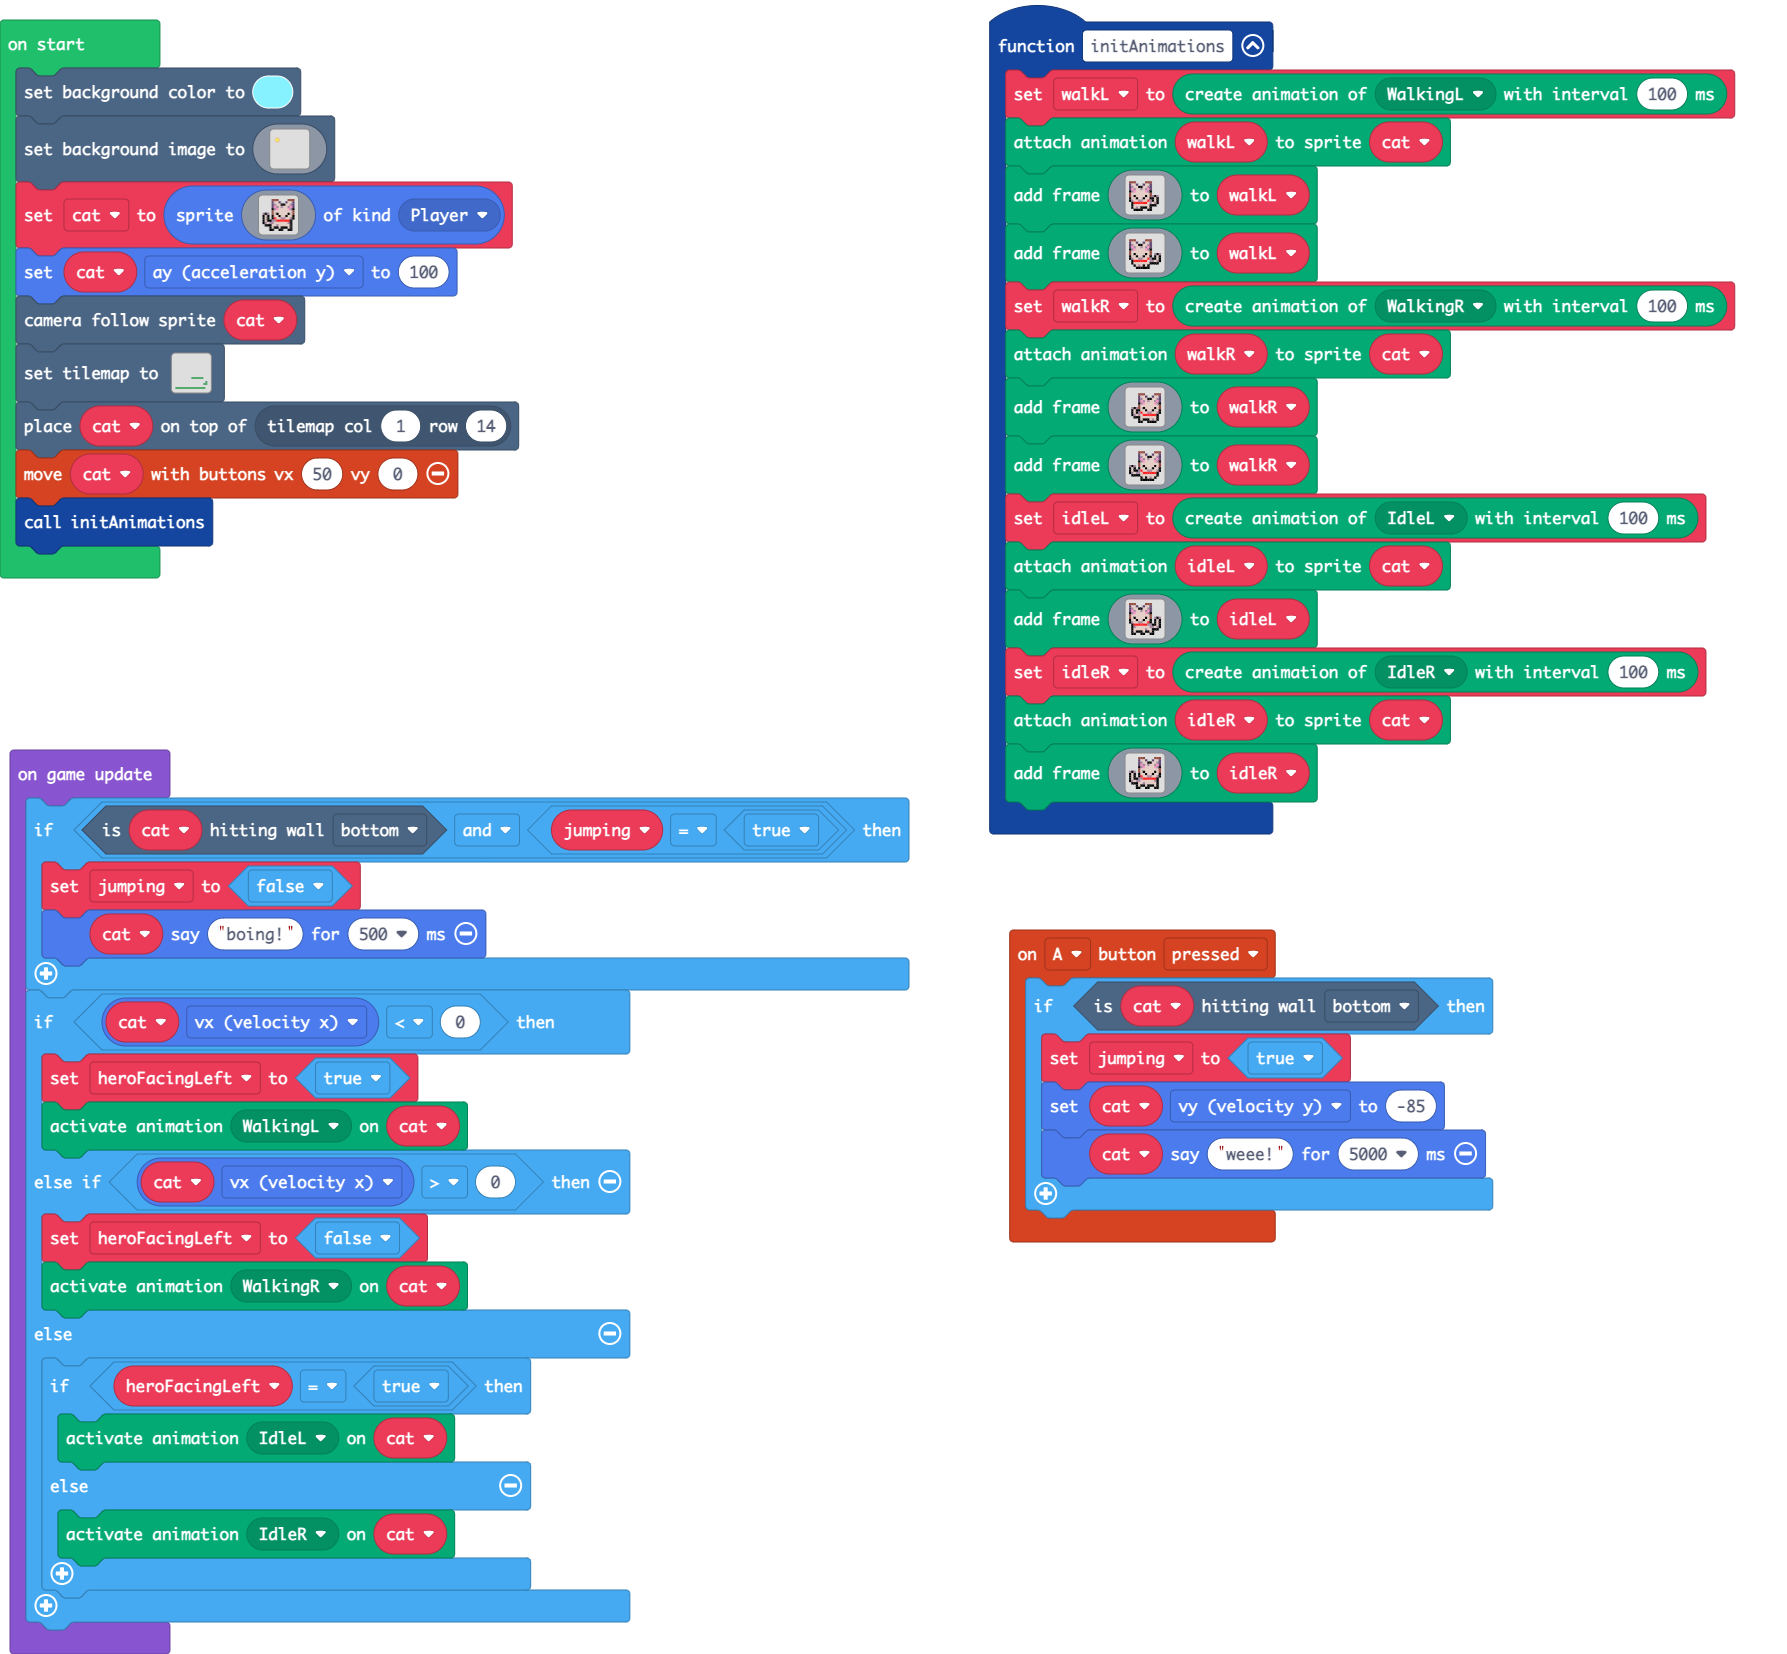 on start
set background color to
set background image to
set cat to sprite of kind Player
set cat ay (acceleration y) to 100
camera follow sprite cat
set tilemap to
place cat on top of tilemap col 1 row 14
move cat with buttons vx 50 vy 0
call initAnimations
function initAnimations
set walkL to create animation of WalkingL with interval 100 ms
attach animation walkL to sprite cat
add frame to walkL
add frame to walkL
set walkR to create animation of WalkingR with interval 100 ms
attach animation walkR to sprite cat
add frame to walkR
add frame to walkR
set idleL to create animation of IdleL with interval 100 ms
attach animation idleL to sprite cat
add frame to idleL
set idleR to create animation of IdleR with interval 100 ms
attach animation idleR to sprite cat
add frame to idleR
on game update
if is cat hitting wall bottom and jumping = true then
set jumping to false
cat say "boing!" for 500 ms
if cat vx (velocity x) < 0 then
set heroFacingLeft to true
activate animation WalkingL on cat
else if cat vx (velocity x) > 0 then
set heroFacingLeft to false
activate animation WalkingR on cat
else
if heroFacingLeft = true then
activate animation IdleL on cat
else
activate animation IdleR on cat
on A button pressed
if is cat hitting wall bottom then
set jumping to true
set cat vy (velocity y) to -85
cat say "weee!" for 5000 ms